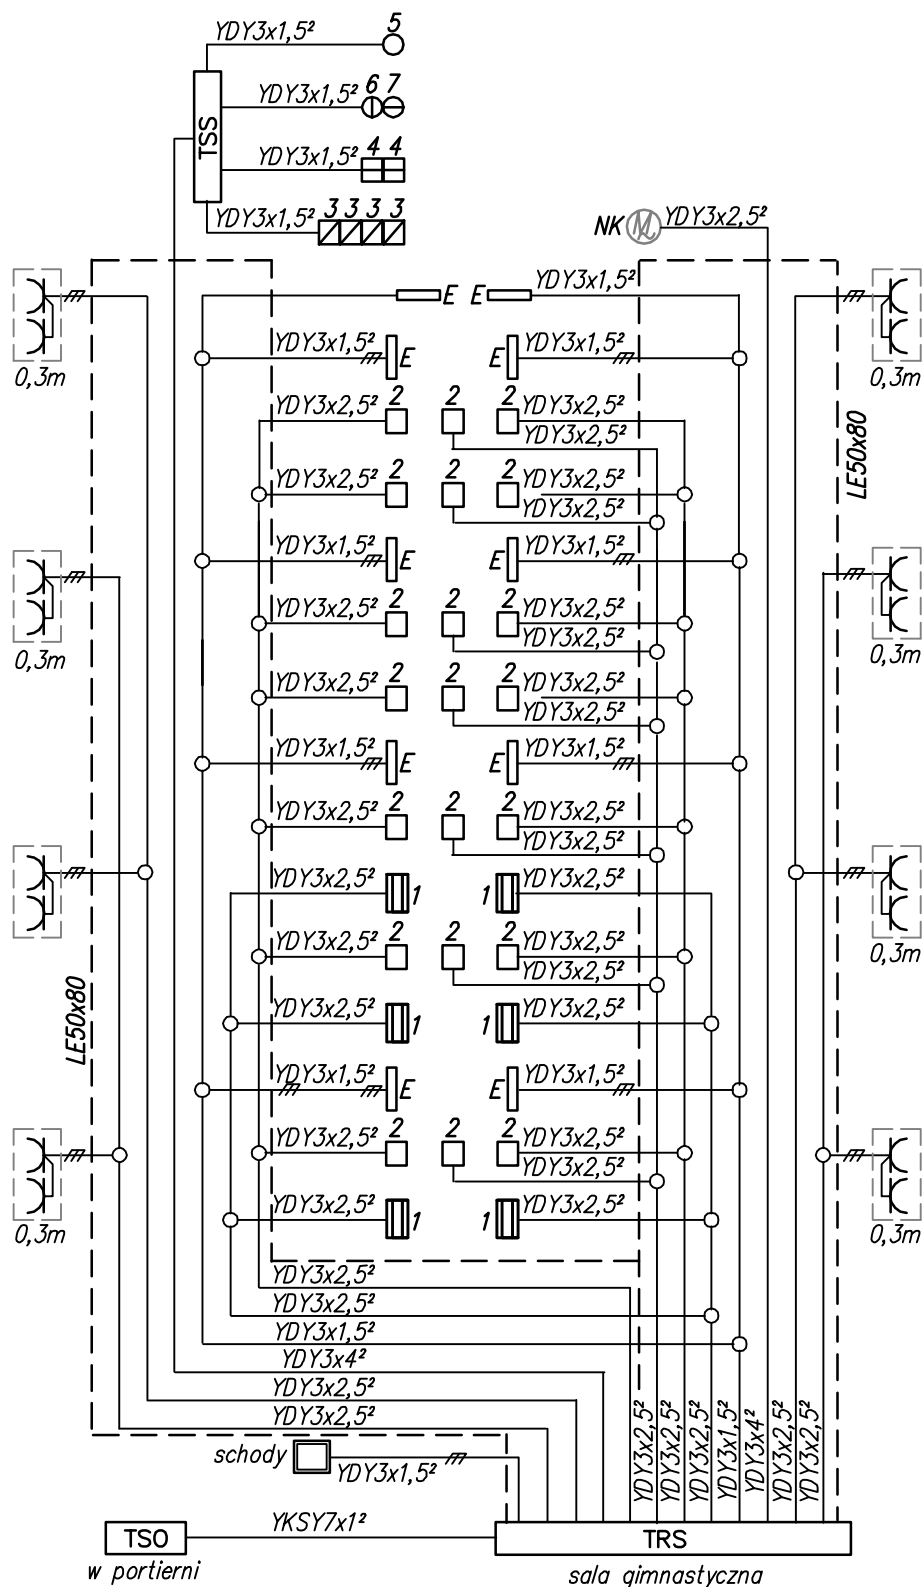 YDY3x1,5² 5
YDY3x1,5² 6 7
TSS
YDY3x1,5² 4 4
YDY3x1,5² 3 3 3 3
NK YDY3x2,5²
E E YDY3x1,5²
0,3m YDY3x1,5² E E YDY3x1,5² 0,3m
YDY3x2,5² 2 2 2 YDY3x2,5²
YDY3x2,5²
LE50x80
YDY3x2,5² 2 2 2 YDY3x2,5²
YDY3x2,5²
YDY3x1,5² E E YDY3x1,5²
YDY3x2,5² 2 2 2 YDY3x2,5²
YDY3x2,5²
0,3m 0,3m
YDY3x2,5² 2 2 2 YDY3x2,5²
YDY3x2,5²
YDY3x1,5² E E YDY3x1,5²
YDY3x2,5² 2 2 2 YDY3x2,5²
YDY3x2,5²
YDY3x2,5² 1 1 YDY3x2,5²
YDY3x2,5² 2 2 2 YDY3x2,5²
0,3m 0,3m
YDY3x2,5²
LE50x80
YDY3x2,5² 1 1 YDY3x2,5²
YDY3x1,5² E E YDY3x1,5²
YDY3x2,5² 2 2 2 YDY3x2,5²
YDY3x2,5²
YDY3x2,5² 1 1 YDY3x2,5²
0,3m 0,3m
YDY3x2,5²
YDY3x2,5²
YDY3x1,5²
YDY3x4²
YDY3x2,5²
YDY3x2,5²
YDY3x2,5²
YDY3x2,5²
YDY3x2,5²
YDY3x1,5²
YDY3x4²
YDY3x2,5²
YDY3x2,5²
schody
YDY3x1,5²
YKSY7x1²
TSO TRS
w portierni sala gimnastyczna